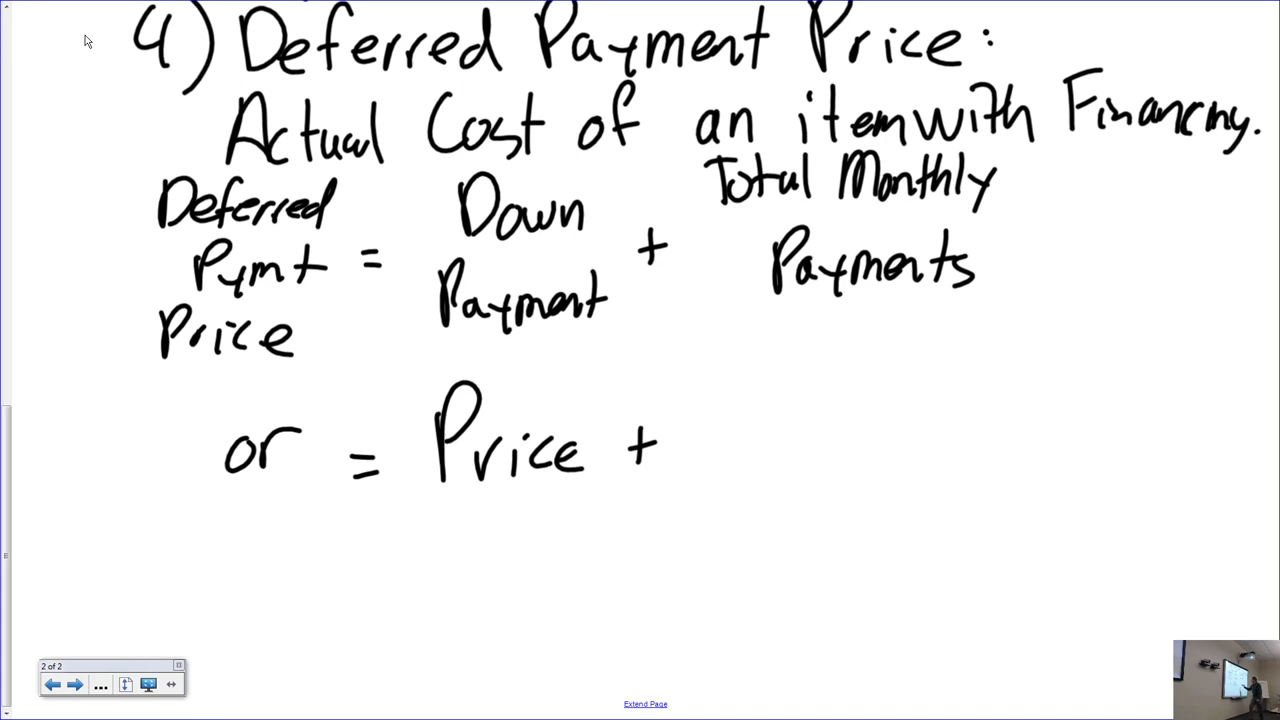 4) Deferred Payment Price:
Actual Cost of an item with Financing.
Deferred Pymt Price = Down Payment + Total Monthly Payments
or = Price +
2 of 2
...
Extend Page